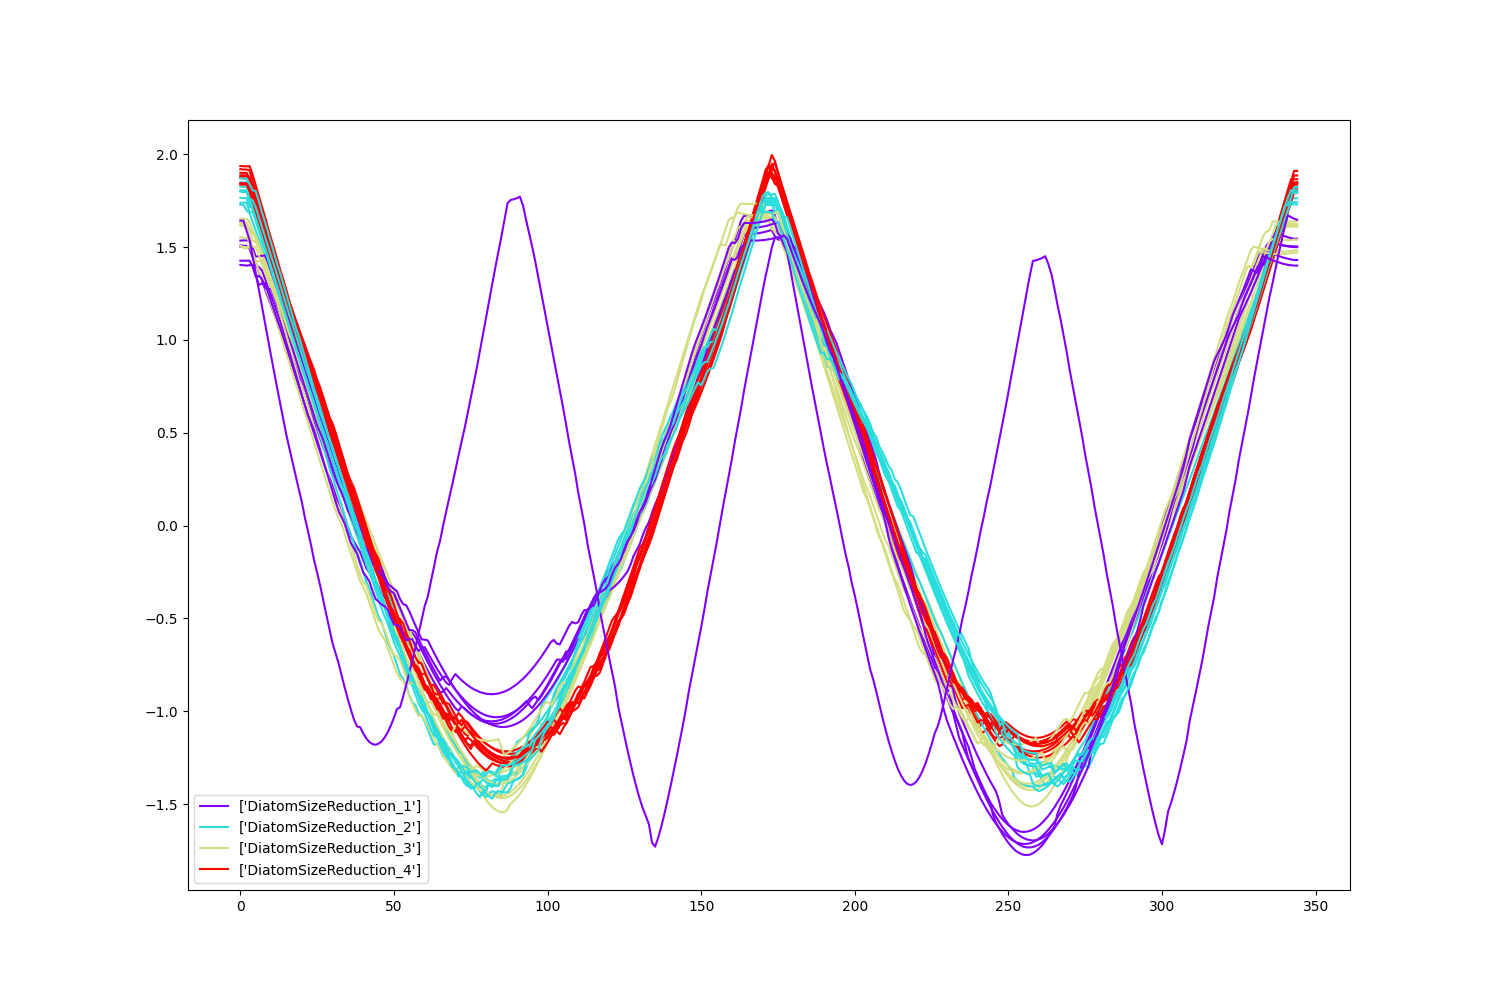 2.0
1.5
1.0
0.5
0.0
−0.5
−1.0
−1.5
['DiatomSizeReduction_1']
['DiatomSizeReduction_2']
['DiatomSizeReduction_3']
['DiatomSizeReduction_4']
0 50 100 150 200 250 300 350